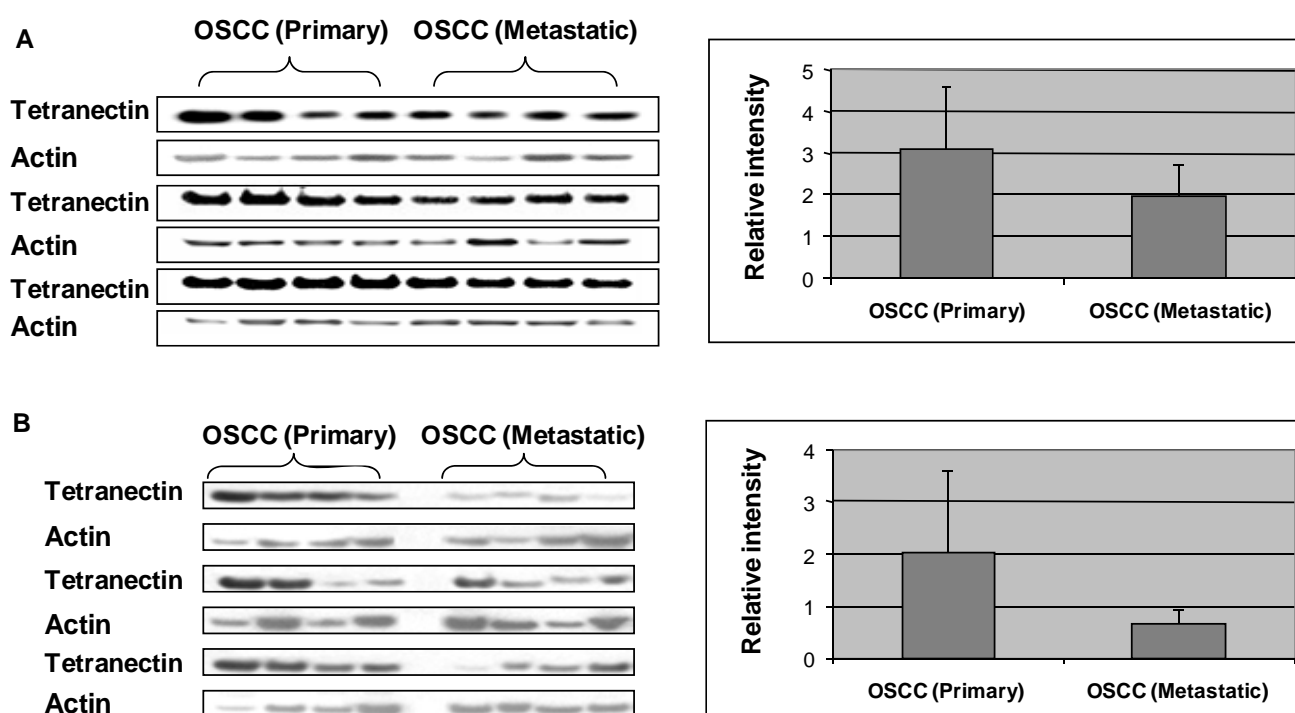 A
OSCC (Primary) OSCC (Metastatic)
Tetranectin
Actin
Tetranectin
Actin
Tetranectin
Actin
Relative intensity
5
4
3
2
1
0
OSCC (Primary) OSCC (Metastatic)
B
OSCC (Primary) OSCC (Metastatic)
Tetranectin
Actin
Tetranectin
Actin
Tetranectin
Actin
Relative intensity
4
3
2
1
0
OSCC (Primary) OSCC (Metastatic)